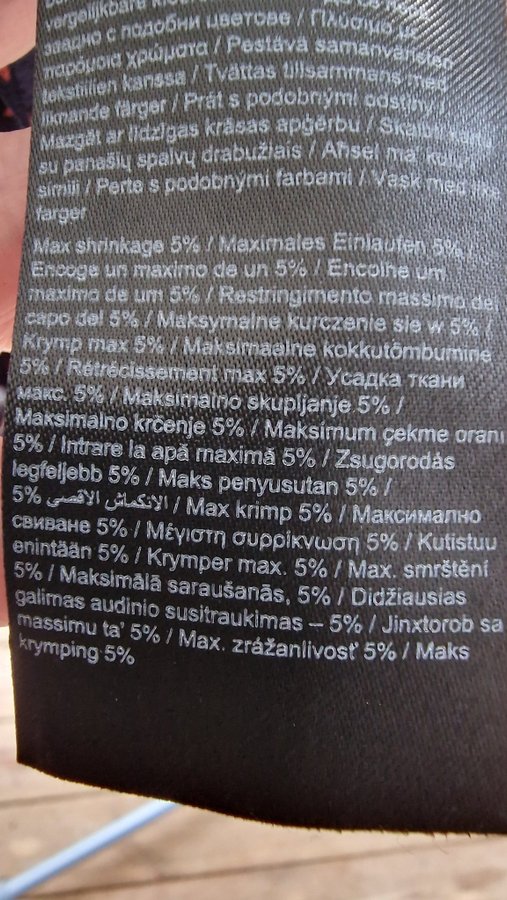 vergelijkbare
заедно с подобни цветове / Πλύσιμο με
παρόμοια χρώματα / Pestävä samanväristen
tekstiilien kanssa / Tvättas tillsammans med
liknande färger / Prát s podobnými odstíny /
Mazgāt ar līdzīgas krāsas apģērbu / Skalbti
su panašių spalvų drabužiais / Aħsel ma' kuluri
simili / Perte s podobnými farbami / Vask med like
farger
Max shrinkage 5% / Maximales Einlaufen 5% /
Encoge un maximo de un 5% / Encolhe um
maximo de um 5% / Restringimento massimo del
capo del 5% / Maksymalne kurczenie sie w 5% /
Krymp max 5% / Maksimaalne kokkutõmbumine
5% / Rétrécissement max 5% / Усадка ткани
макс. 5% / Maksimalno skupljanje 5% /
Maksimalno krčenje 5% / Maksimum çekme oranı
5% / Intrare la apă maximă 5% / Zsugorodás
legfeljebb 5% / Maks penyusutan 5% /
5% الانكماش الاقصى / Max krimp 5% / Максимално
свиване 5% / Μέγιστη συρρίκνωση 5% / Kutistuu
enintään 5% / Krymper max. 5% / Max. smrštění
5% / Maksimālā saraušanās, 5% / Didžiausias
galimas audinio susitraukimas – 5% / Jinxtorob sa
massimu ta' 5% / Max. zrážanlivosť 5% / Maks
krymping 5%